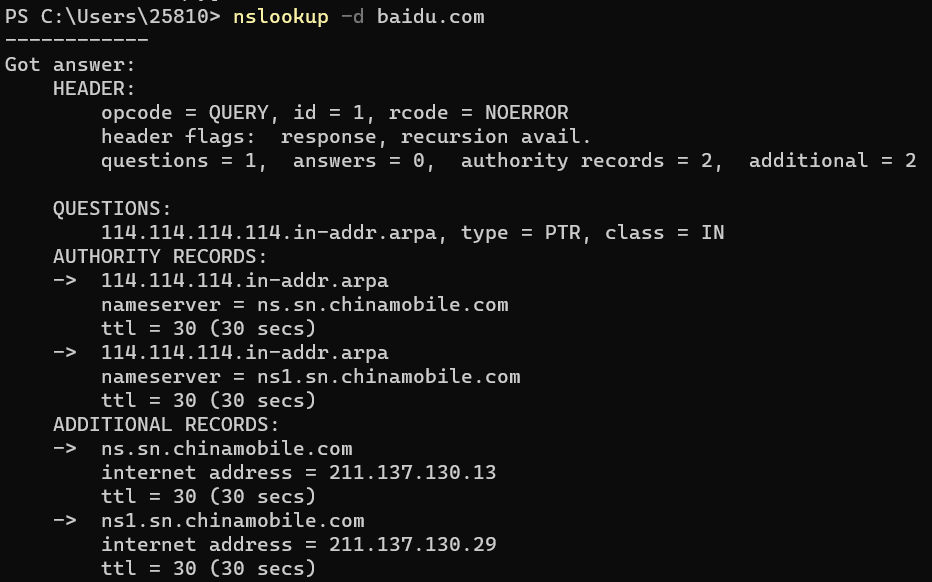 PS C:\Users\25810> nslookup -d baidu.com
------------
Got answer:
    HEADER:
        opcode = QUERY, id = 1, rcode = NOERROR
        header flags:  response, recursion avail.
        questions = 1,  answers = 0,  authority records = 2,  additional = 2

    QUESTIONS:
        114.114.114.114.in-addr.arpa, type = PTR, class = IN
    AUTHORITY RECORDS:
    ->  114.114.114.in-addr.arpa
        nameserver = ns.sn.chinamobile.com
        ttl = 30 (30 secs)
    ->  114.114.114.in-addr.arpa
        nameserver = ns1.sn.chinamobile.com
        ttl = 30 (30 secs)
    ADDITIONAL RECORDS:
    ->  ns.sn.chinamobile.com
        internet address = 211.137.130.13
        ttl = 30 (30 secs)
    ->  ns1.sn.chinamobile.com
        internet address = 211.137.130.29
        ttl = 30 (30 secs)